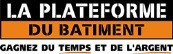 LA PLATEFORME
DU BATIMENT
GAGNEZ DU TEMPS ET DE L'ARGENT